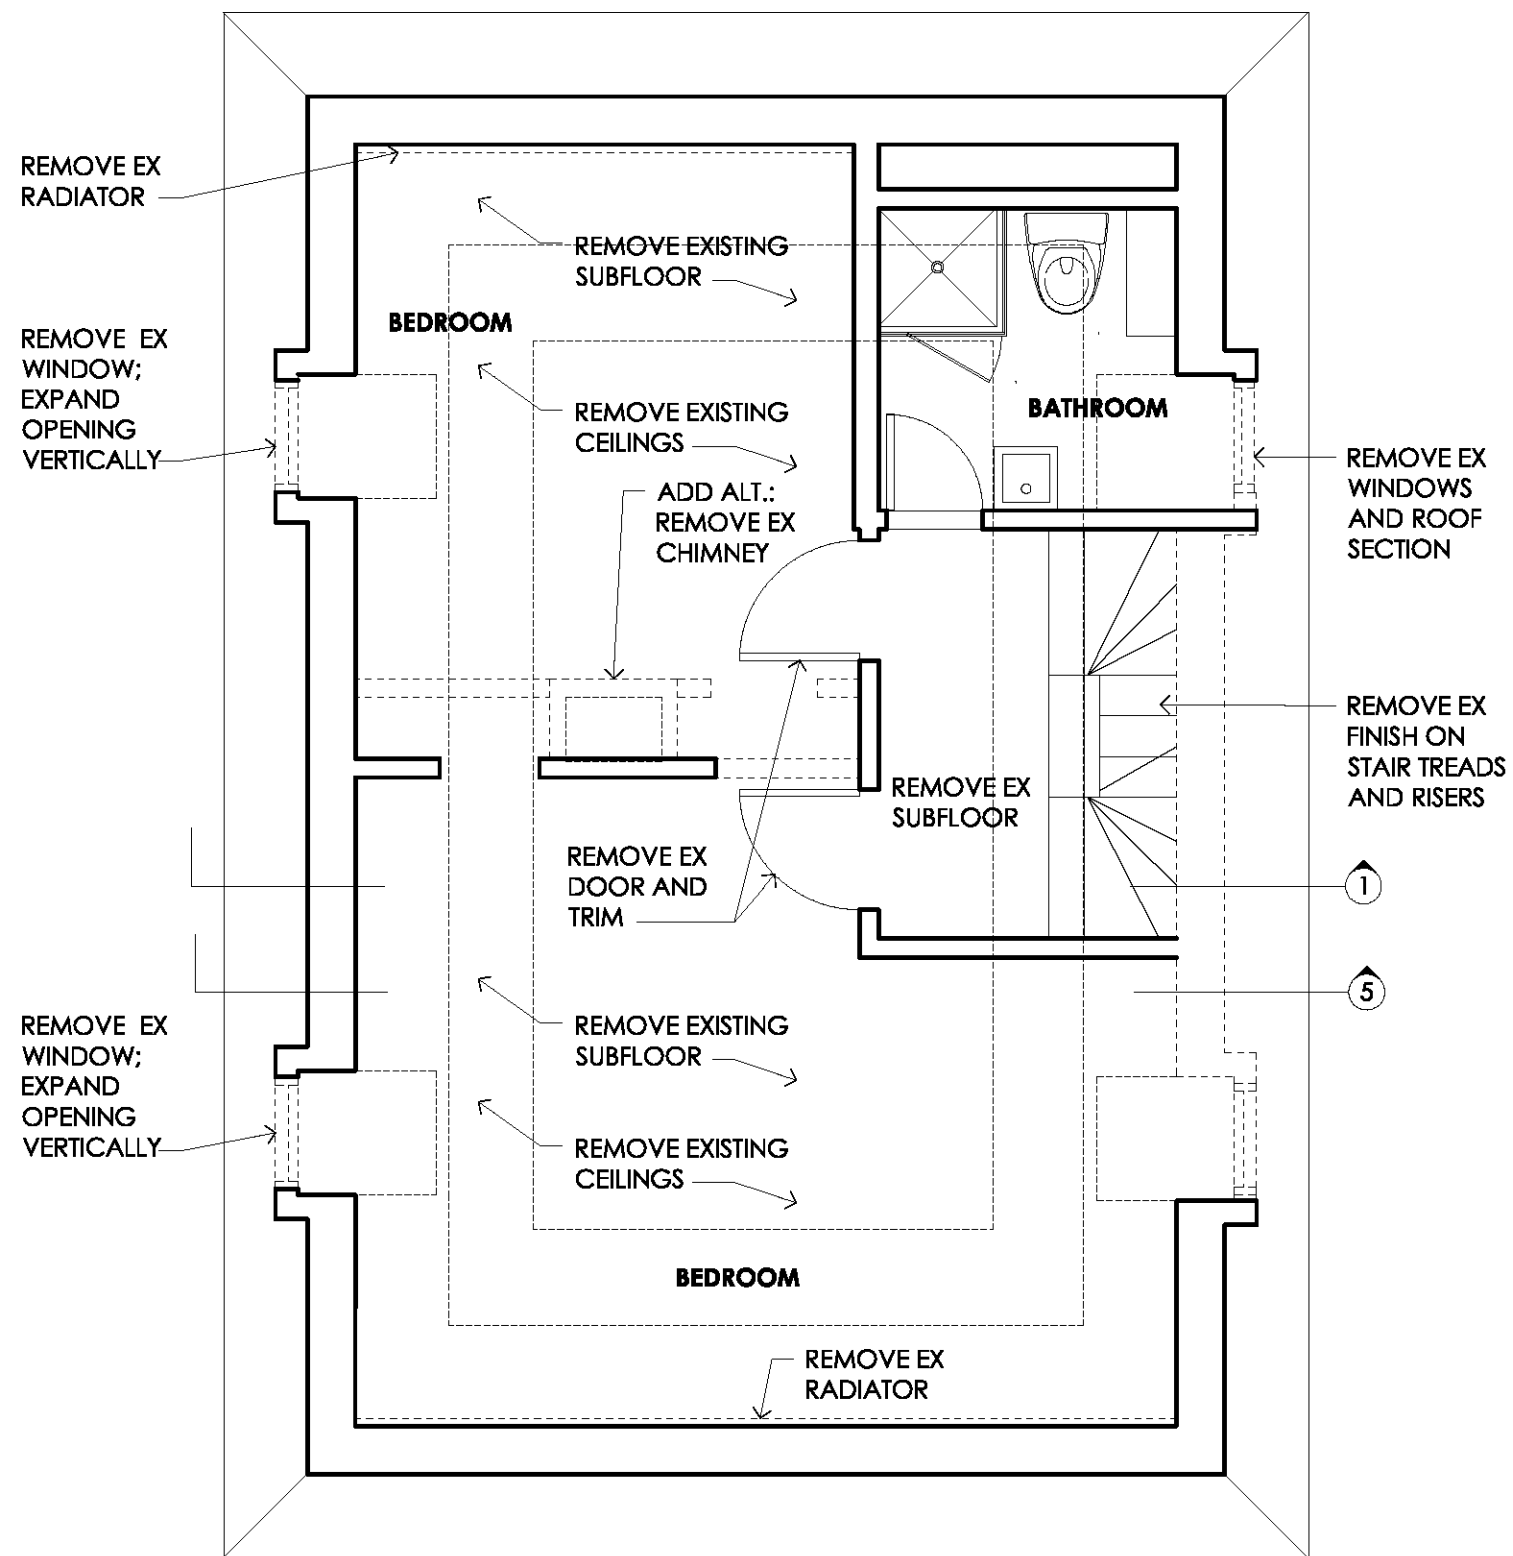 REMOVE EX
RADIATOR
REMOVE EXISTING
SUBFLOOR
BEDROOM
REMOVE  EX
WINDOW;
EXPAND
OPENING
VERTICALLY
REMOVE EXISTING
CEILINGS
BATHROOM
REMOVE EX
WINDOWS
AND ROOF
SECTION
ADD ALT.:
REMOVE EX
CHIMNEY
REMOVE EX
FINISH ON
STAIR TREADS
AND RISERS
REMOVE EX
SUBFLOOR
REMOVE EX
DOOR AND
TRIM
1
5
REMOVE  EX
WINDOW;
EXPAND
OPENING
VERTICALLY
REMOVE EXISTING
SUBFLOOR
REMOVE EXISTING
CEILINGS
BEDROOM
REMOVE EX
RADIATOR